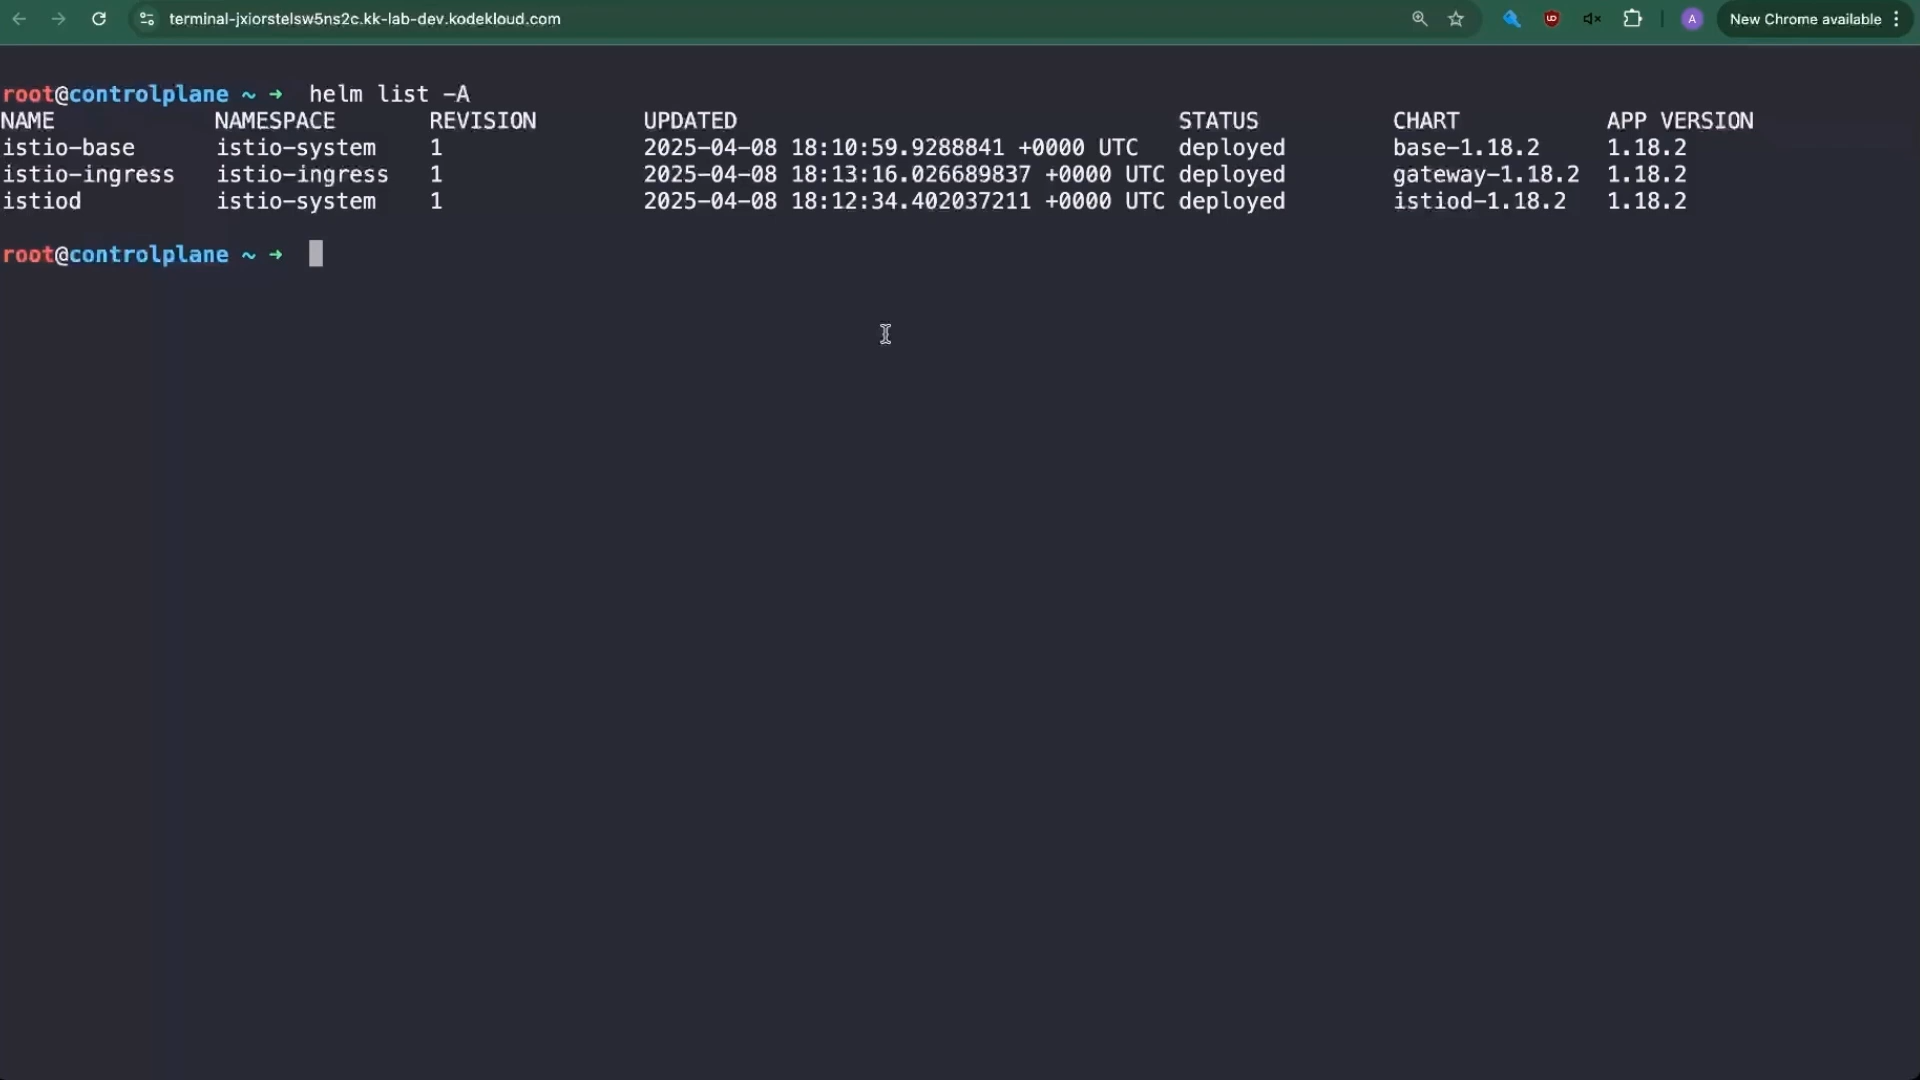 terminal-jxiorstelsw5ns2c.kk-lab-dev.kodekloud.com
A
New Chrome available
root@controlplane ~ ➜ helm list -A
NAME NAMESPACE REVISION UPDATED STATUS CHART APP VERSION
istio-base istio-system 1 2025-04-08 18:10:59.9288841 +0000 UTC deployed base-1.18.2 1.18.2
istio-ingress istio-ingress 1 2025-04-08 18:13:16.026689837 +0000 UTC deployed gateway-1.18.2 1.18.2
istiod istio-system 1 2025-04-08 18:12:34.402037211 +0000 UTC deployed istiod-1.18.2 1.18.2
root@controlplane ~ ➜